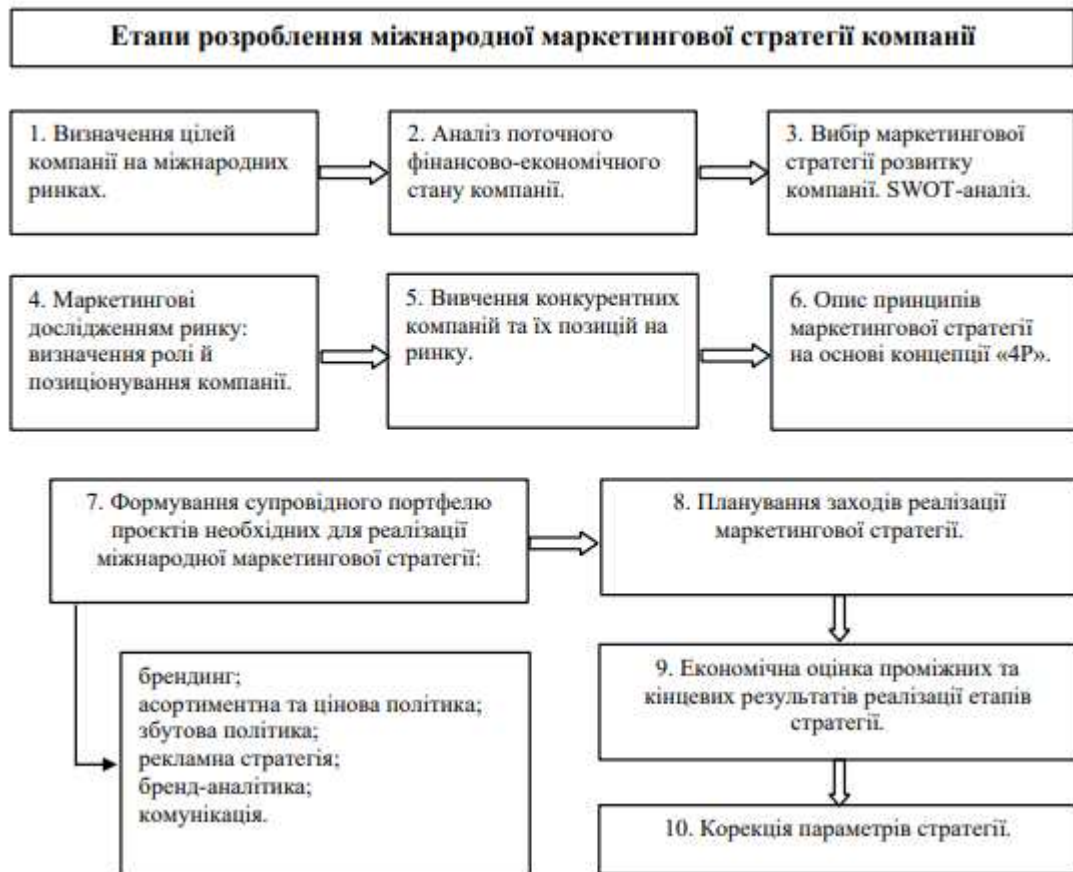 Етапи розроблення міжнародної маркетингової стратегії компанії
1. Визначення цілей
компанії на міжнародних
ринках.
2. Аналіз поточного
фінансово-економічного
стану компанії.
3. Вибір маркетингової
стратегії розвитку
компанії. SWOT-аналіз.
4. Маркетингові
дослідженням ринку:
визначення ролі й
позиціонування компанії.
5. Вивчення конкурентних
компаній та їх позицій на
ринку.
6. Опис принципів
маркетингової стратегії
на основі концепції «4Р».
7. Формування супровідного портфелю
проєктів необхідних для реалізації
міжнародної маркетингової стратегії:
8. Планування заходів реалізації
маркетингової стратегії.
брендинг;
асортиментна та цінова політика;
збутова політика;
рекламна стратегія;
бренд-аналітика;
комунікація.
9. Економічна оцінка проміжних та
кінцевих результатів реалізації етапів
стратегії.
10. Корекція параметрів стратегії.